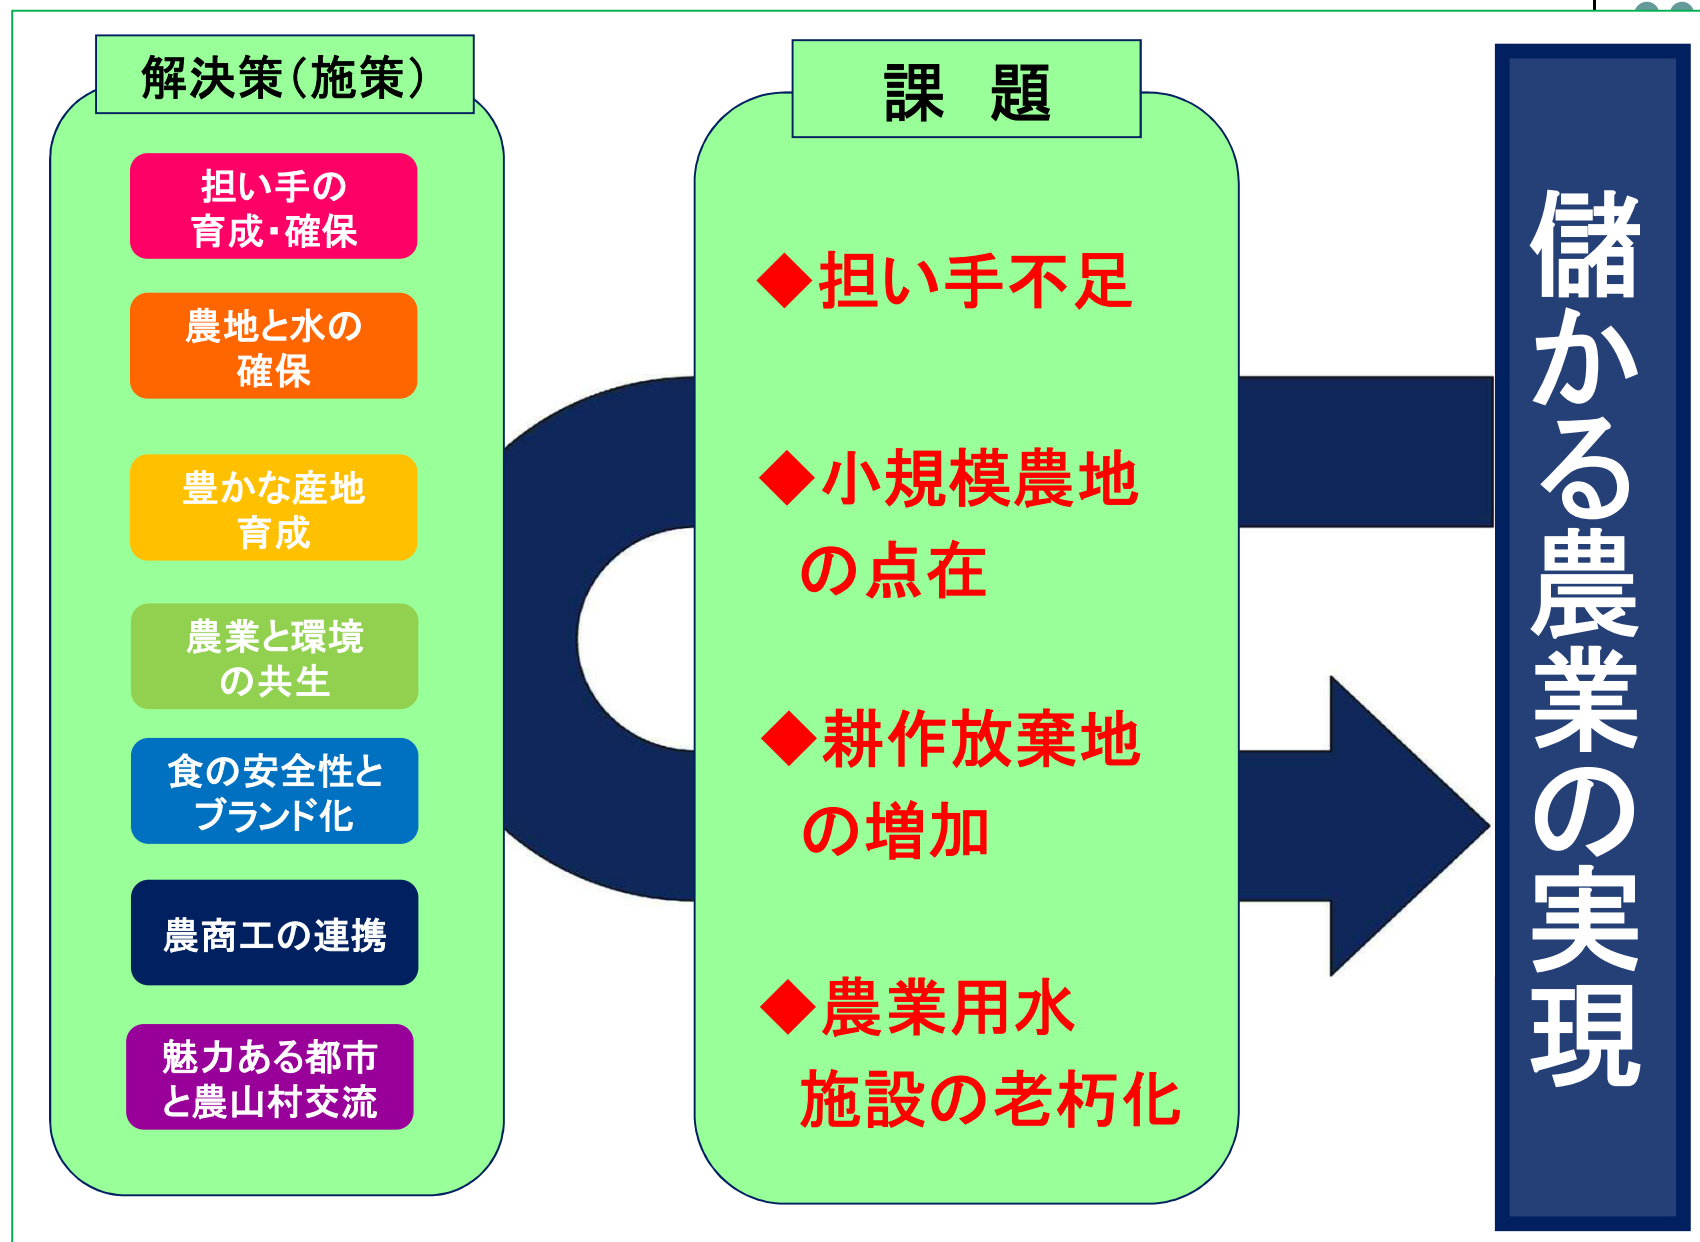 解決策（施策）
担い手の
育成・確保
農地と水の
確保
豊かな産地
育成
農業と環境
の共生
食の安全性と
ブランド化
農商工の連携
魅力ある都市
と農山村交流
課　題
◆担い手不足
◆小規模農地
の点在
◆耕作放棄地
の増加
◆農業用水
施設の老朽化
儲かる農業の実現